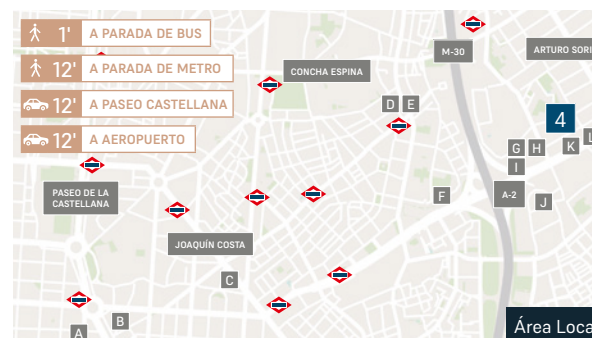 1' A PARADA DE BUS
12' A PARADA DE METRO
12' A PASEO CASTELLANA
12' A AEROPUERTO
CONCHA ESPINA
M-30
ARTURO SORI
D E
4
G H K L
I
PASEO DE LA
CASTELLANA
F
A-2
J
JOAQUÍN COSTA
C
B
A
Área Loca